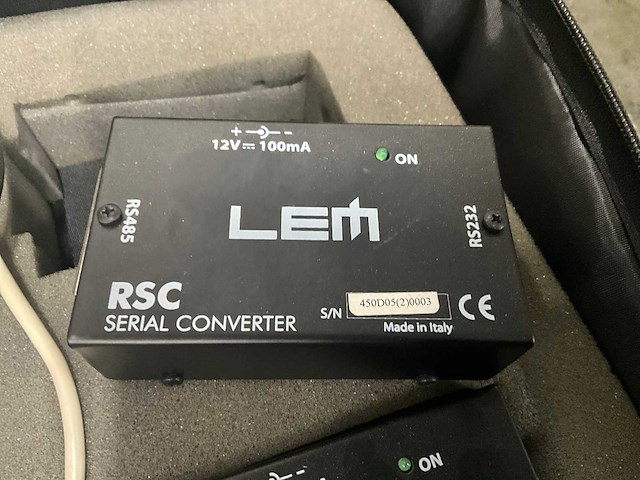 + -
12V⎓ 100mA
ON
RS485
LEM
RS232
RSC
SERIAL CONVERTER
S/N 450D05(2)0003
CE
Made in Italy
ON